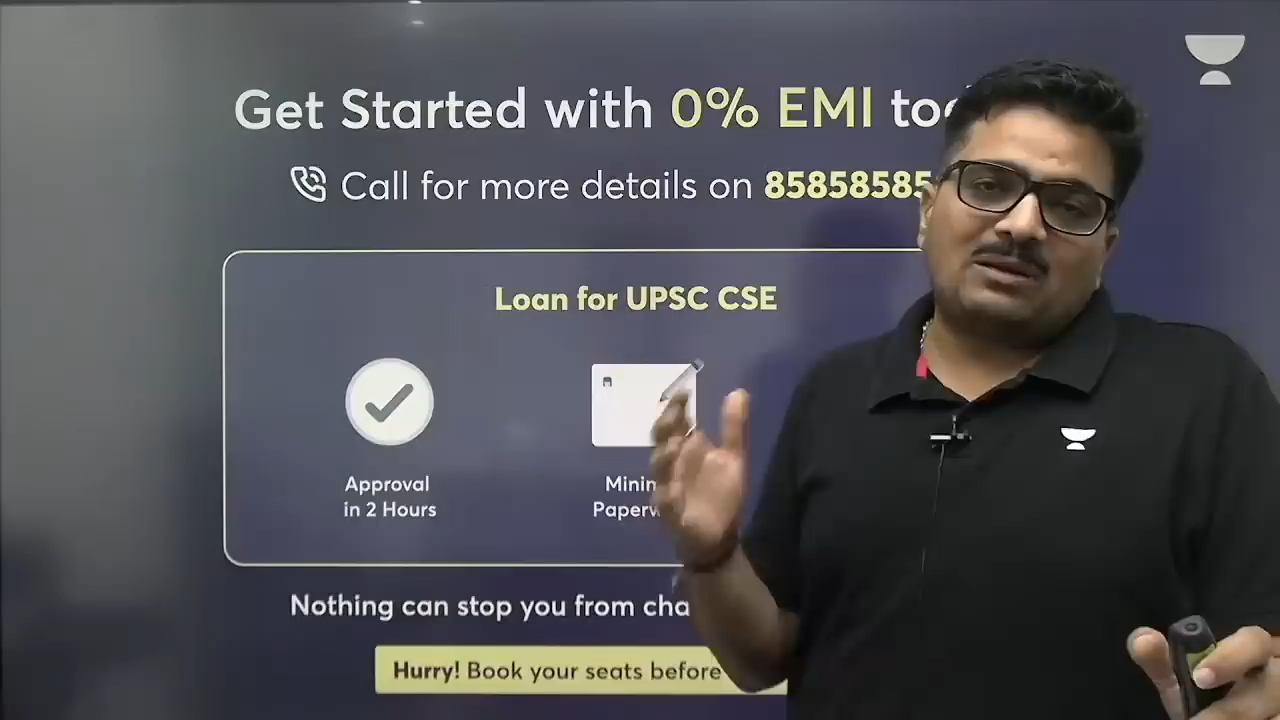 Get Started with 0% EMI
Call for more details on 85858585
Loan for UPSC CSE
Approval
in 2 Hours
Nothing can stop you from
Hurry! Book your seats before